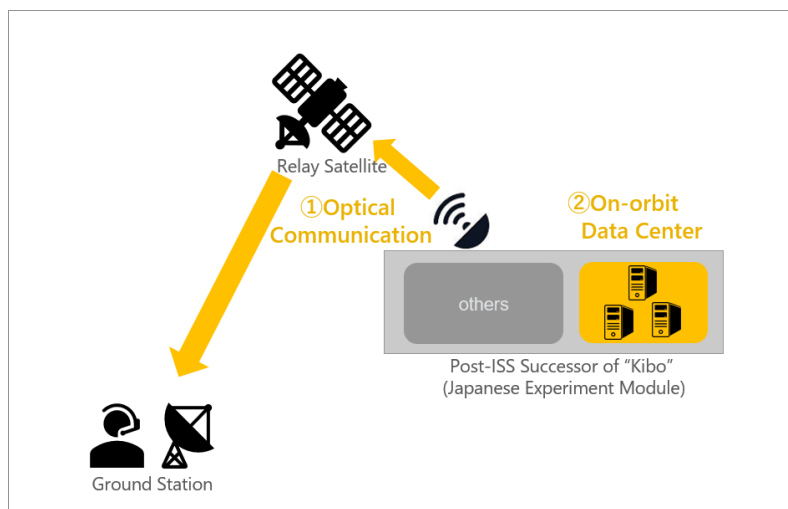 Relay Satellite
①Optical
Communication
②On-orbit
Data Center
others
Post-ISS Successor of “Kibo”
(Japanese Experiment Module)
Ground Station